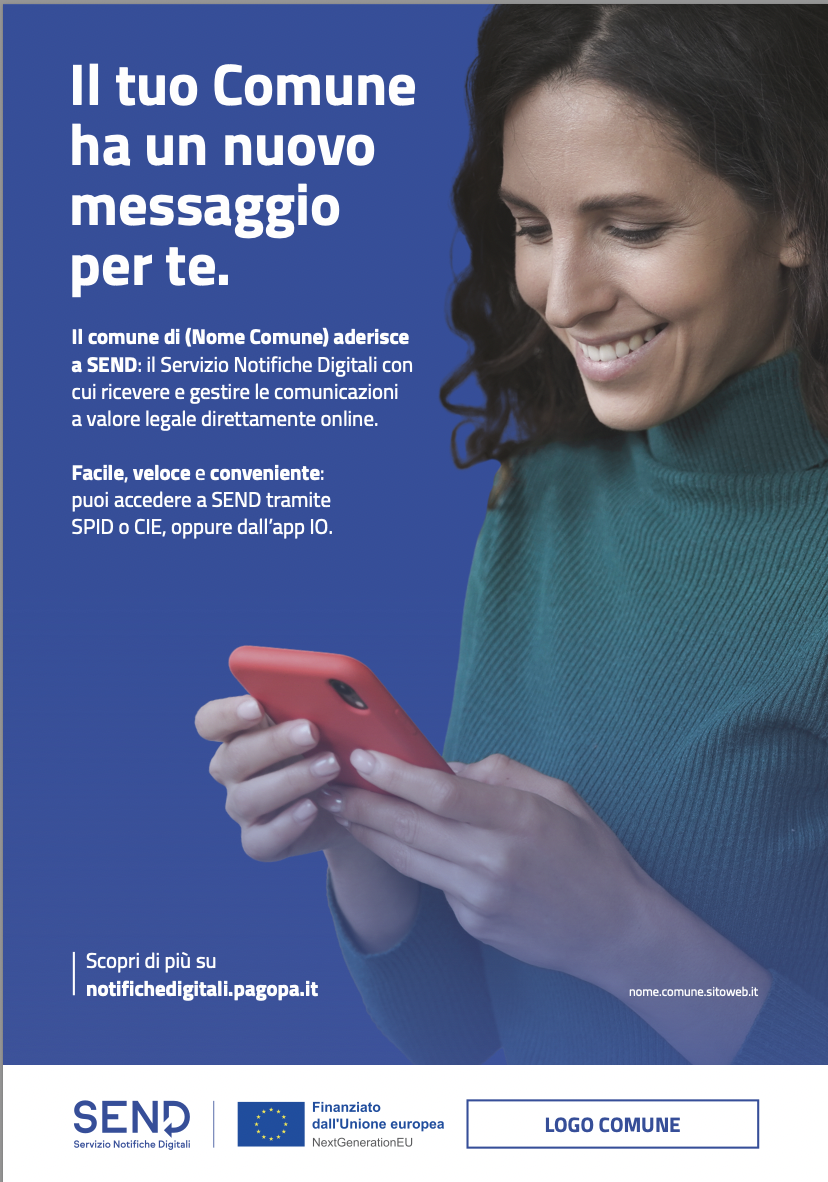 Il tuo Comune
ha un nuovo
messaggio
per te.
Il comune di (Nome Comune) aderisce
a SEND: il Servizio Notifiche Digitali con
cui ricevere e gestire le comunicazioni
a valore legale direttamente online.
Facile, veloce e conveniente:
puoi accedere a SEND tramite
SPID o CIE, oppure dall’app IO.
Scopri di più su
notifichedigitali.pagopa.it
nome.comune.sitoweb.it
SEND
Servizio Notifiche Digitali
Finanziato
dall'Unione europea
NextGenerationEU
LOGO COMUNE